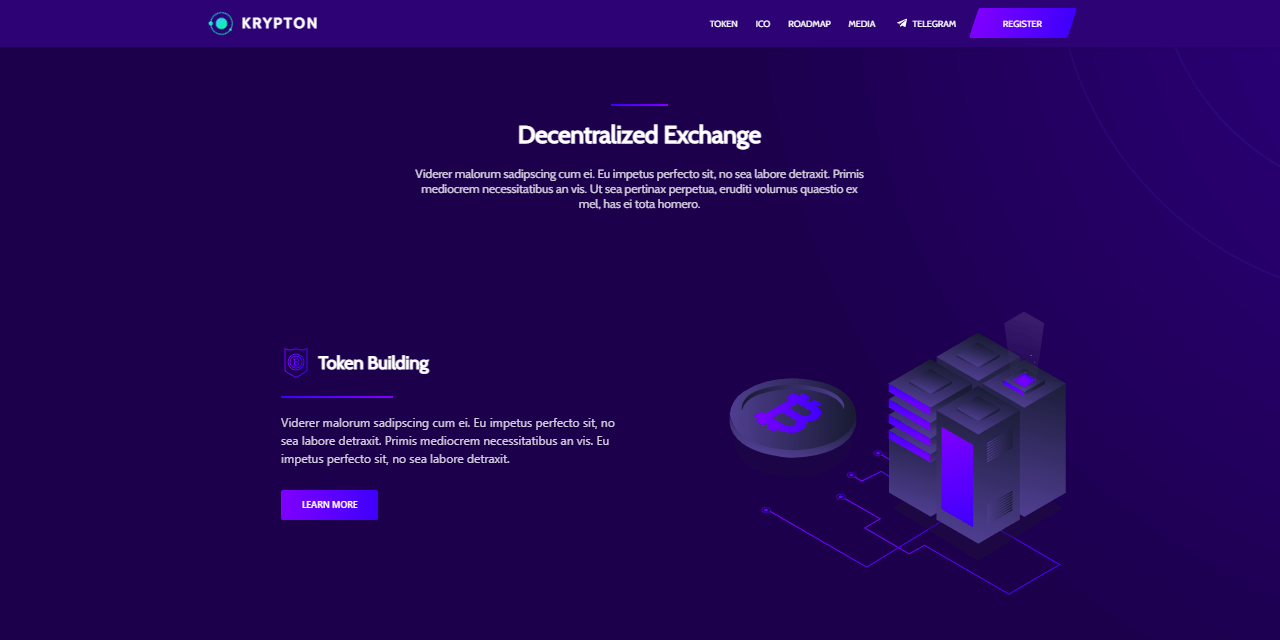 KRYPTON
TOKEN ICO ROADMAP MEDIA TELEGRAM REGISTER
Decentralized Exchange
Viderer malorum sadipscing cum ei. Eu impetus perfecto sit, no sea labore detraxit. Primis
mediocrem necessitatibus an vis. Ut sea pertinax perpetua, eruditi volumus quaestio ex
mel, has ei tota homero.
Token Building
Viderer malorum sadipscing cum ei. Eu impetus perfecto sit, no
sea labore detraxit. Primis mediocrem necessitatibus an vis. Eu
impetus perfecto sit, no sea labore detraxit.
LEARN MORE